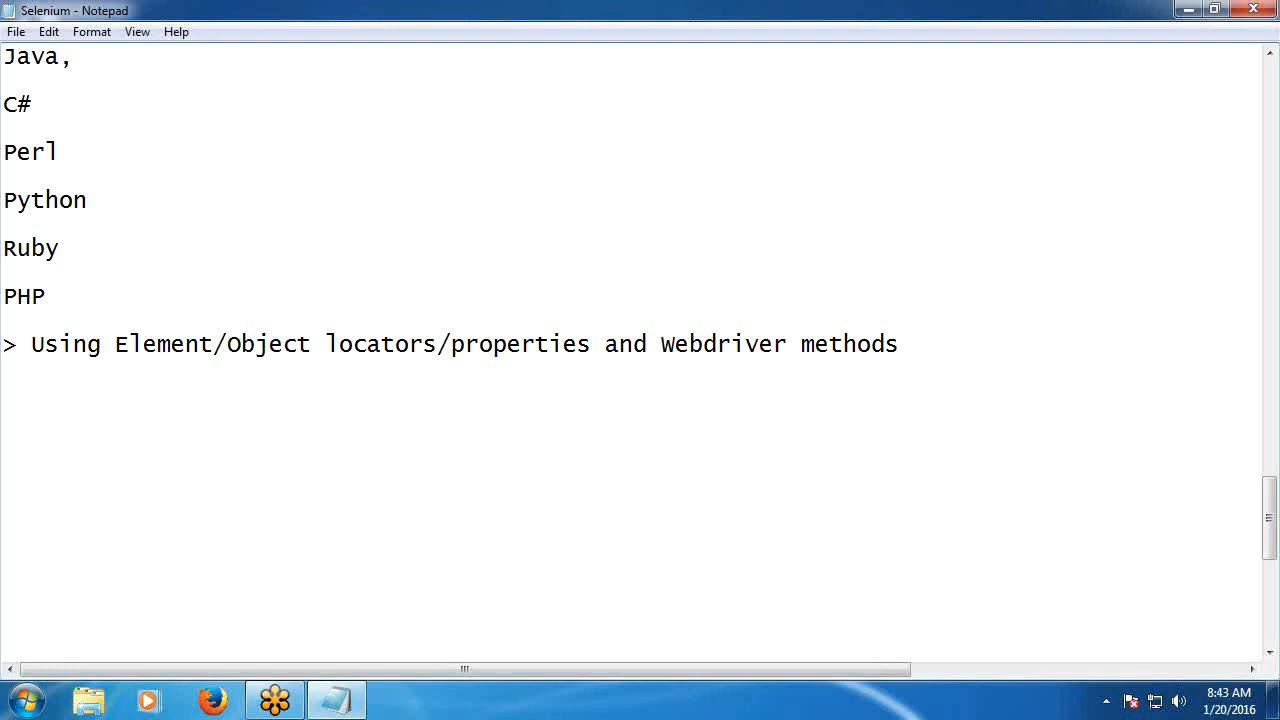 Selenium - Notepad
File Edit Format View Help
Java,
C#
Perl
Python
Ruby
PHP
> Using Element/Object locators/properties and Webdriver methods
8:43 AM
1/20/2016